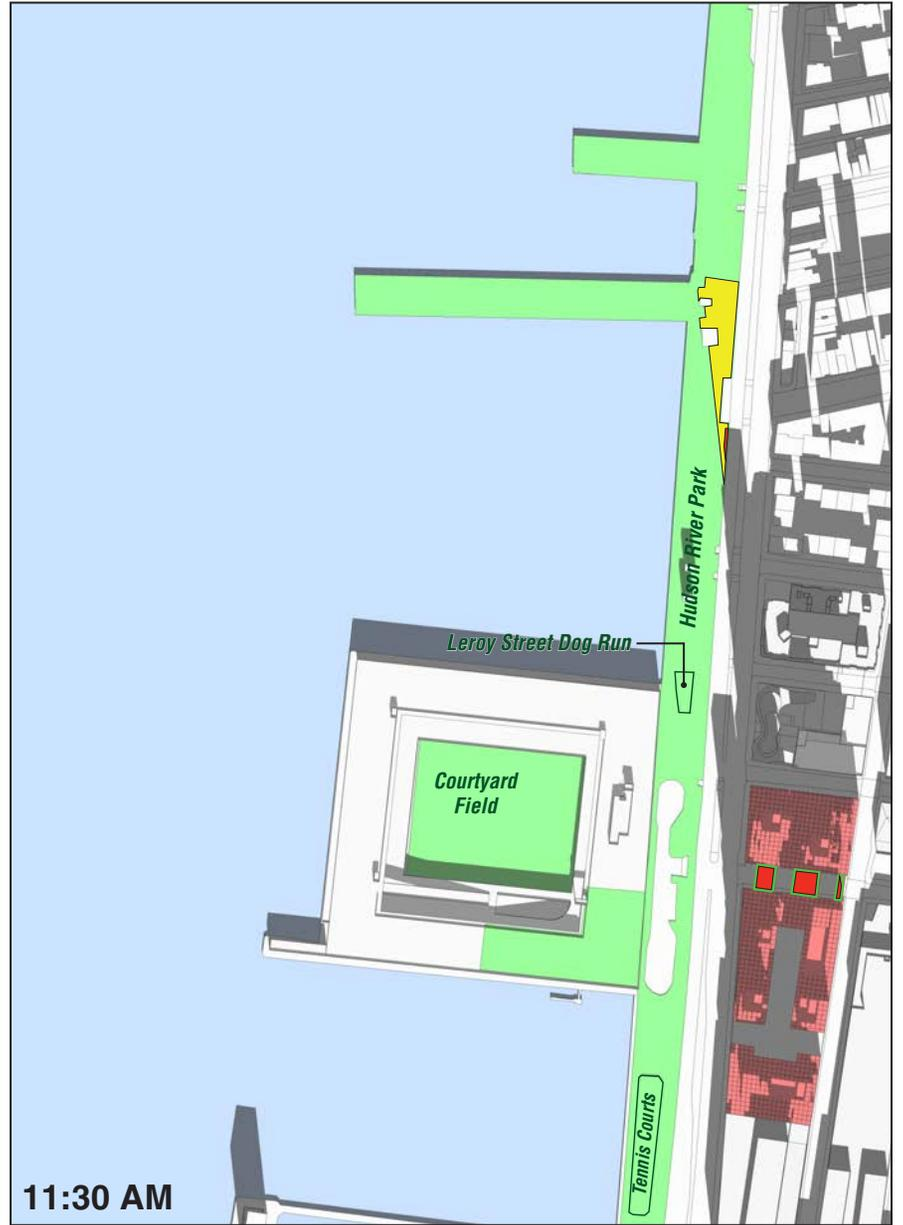 Hudson River Park
Leroy Street Dog Run
Courtyard
Field
Tennis Courts
11:30 AM